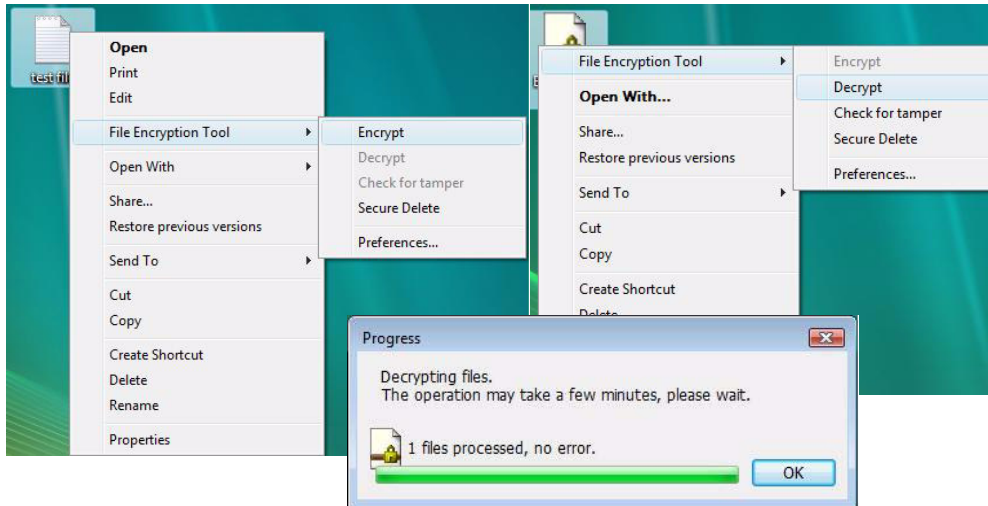 test fil
Open
Print
Edit
File Encryption Tool
Open With
Share...
Restore previous versions
Send To
Cut
Copy
Create Shortcut
Delete
Rename
Properties
Encrypt
Decrypt
Check for tamper
Secure Delete
Preferences...
File Encryption Tool
Open With...
Share...
Restore previous versions
Send To
Cut
Copy
Create Shortcut
Delete
Encrypt
Decrypt
Check for tamper
Secure Delete
Preferences...
Progress
Decrypting files.
The operation may take a few minutes, please wait.
1 files processed, no error.
OK